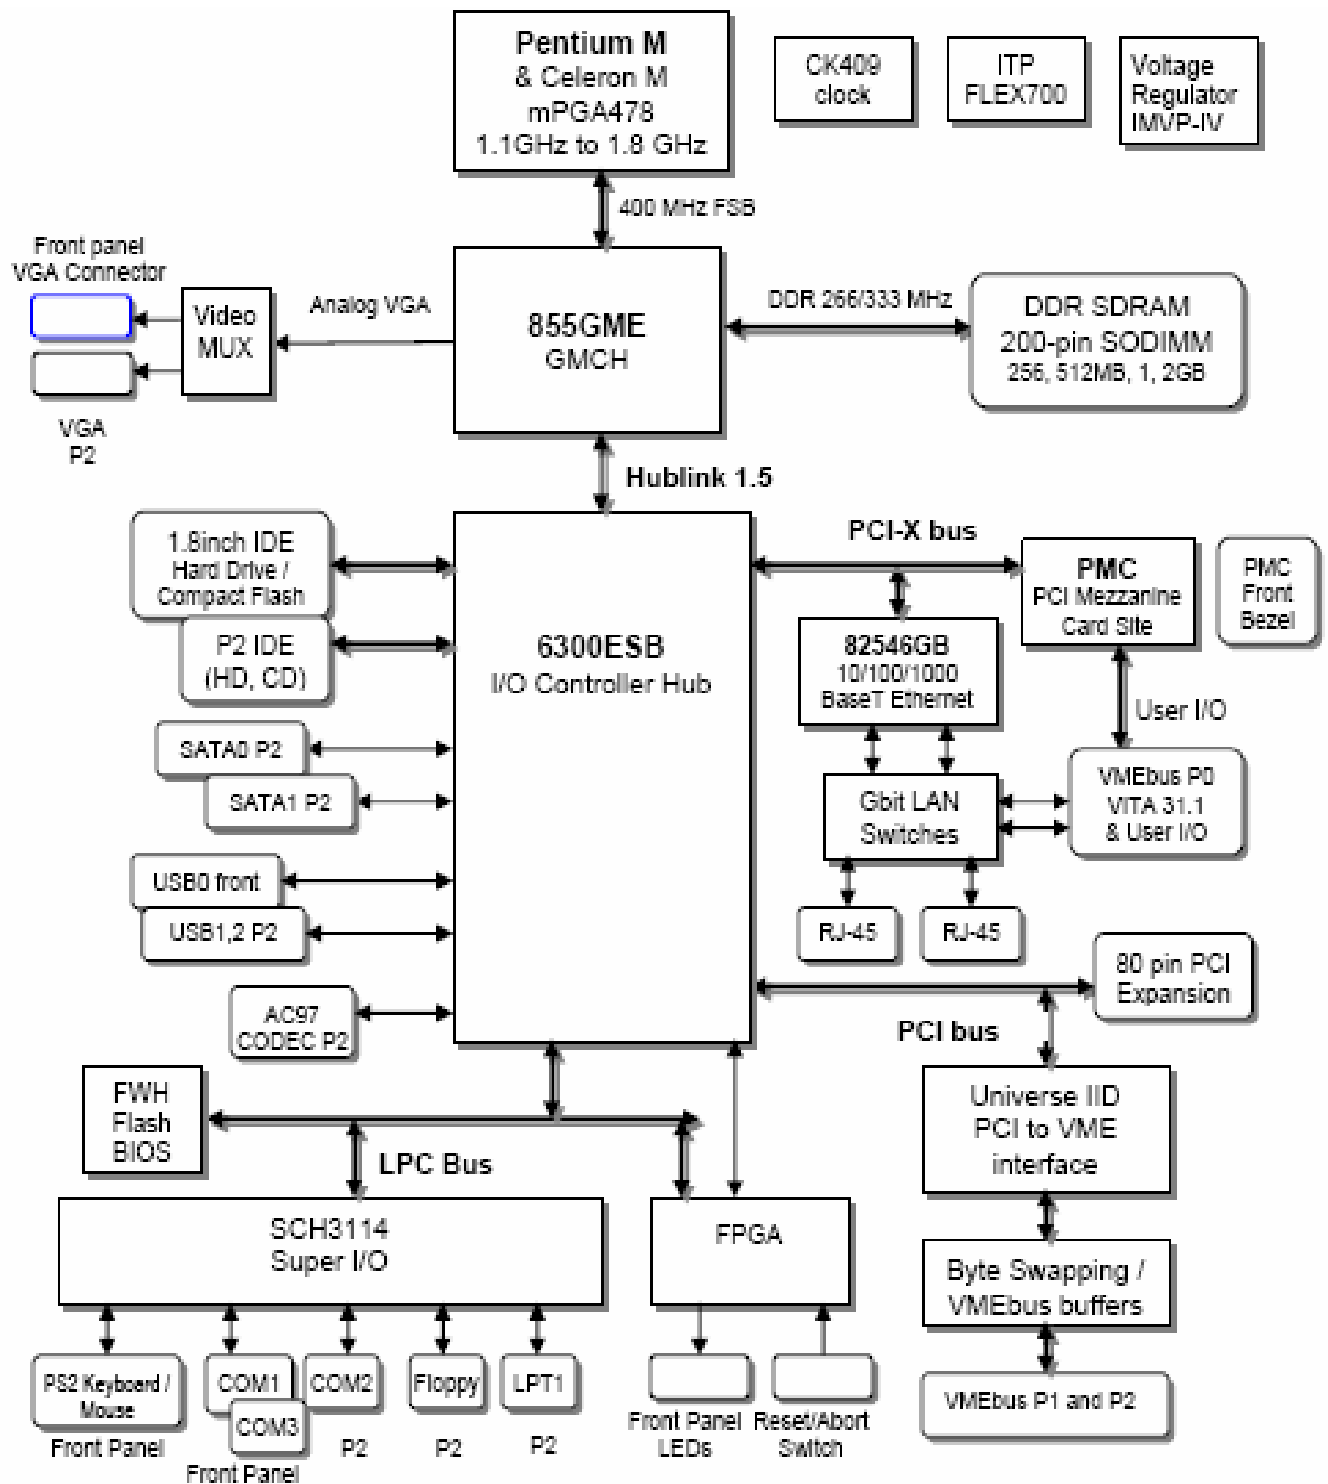 Pentium M
& Celeron M
mPGA478
1.1GHz to 1.8 GHz
CK409
clock
ITP
FLEX700
Voltage
Regulator
IMVP-IV
400 MHz FSB
Front panel
VGA Connector
Video
MUX
Analog VGA
855GME
GMCH
DDR 266/333 MHz
DDR SDRAM
200-pin SODIMM
256, 512MB, 1, 2GB
VGA
P2
Hublink 1.5
1.8inch IDE
Hard Drive /
Compact Flash
P2 IDE
(HD, CD)
6300ESB
I/O Controller Hub
PCI-X bus
PMC
PCI Mezzanine
Card Site
PMC
Front
Bezel
82546GB
10/100/1000
BaseT Ethernet
User I/O
SATA0 P2
SATA1 P2
Gbit LAN
Switches
VMEbus P0
VITA 31.1
& User I/O
USB0 front
USB1,2 P2
RJ-45
RJ-45
80 pin PCI
Expansion
AC97
CODEC P2
PCI bus
FWH
Flash
BIOS
LPC Bus
Universe IID
PCI to VME
interface
SCH3114
Super I/O
FPGA
Byte Swapping /
VMEbus buffers
PS2 Keyboard /
Mouse
Front Panel
COM1
COM3
Front Panel
COM2
P2
Floppy
P2
LPT1
P2
Front Panel
LEDs
Reset/Abort
Switch
VMEbus P1 and P2